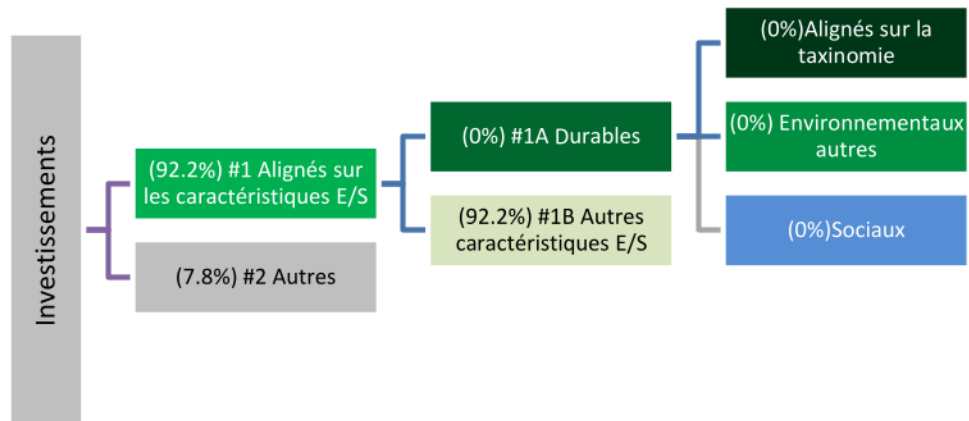 Investissements
(92.2%) #1 Alignés sur
les caractéristiques E/S
(7.8%) #2 Autres
(0%) #1A Durables
(92.2%) #1B Autres
caractéristiques E/S
(0%)Alignés sur la
taxinomie
(0%) Environnementaux
autres
(0%)Sociaux